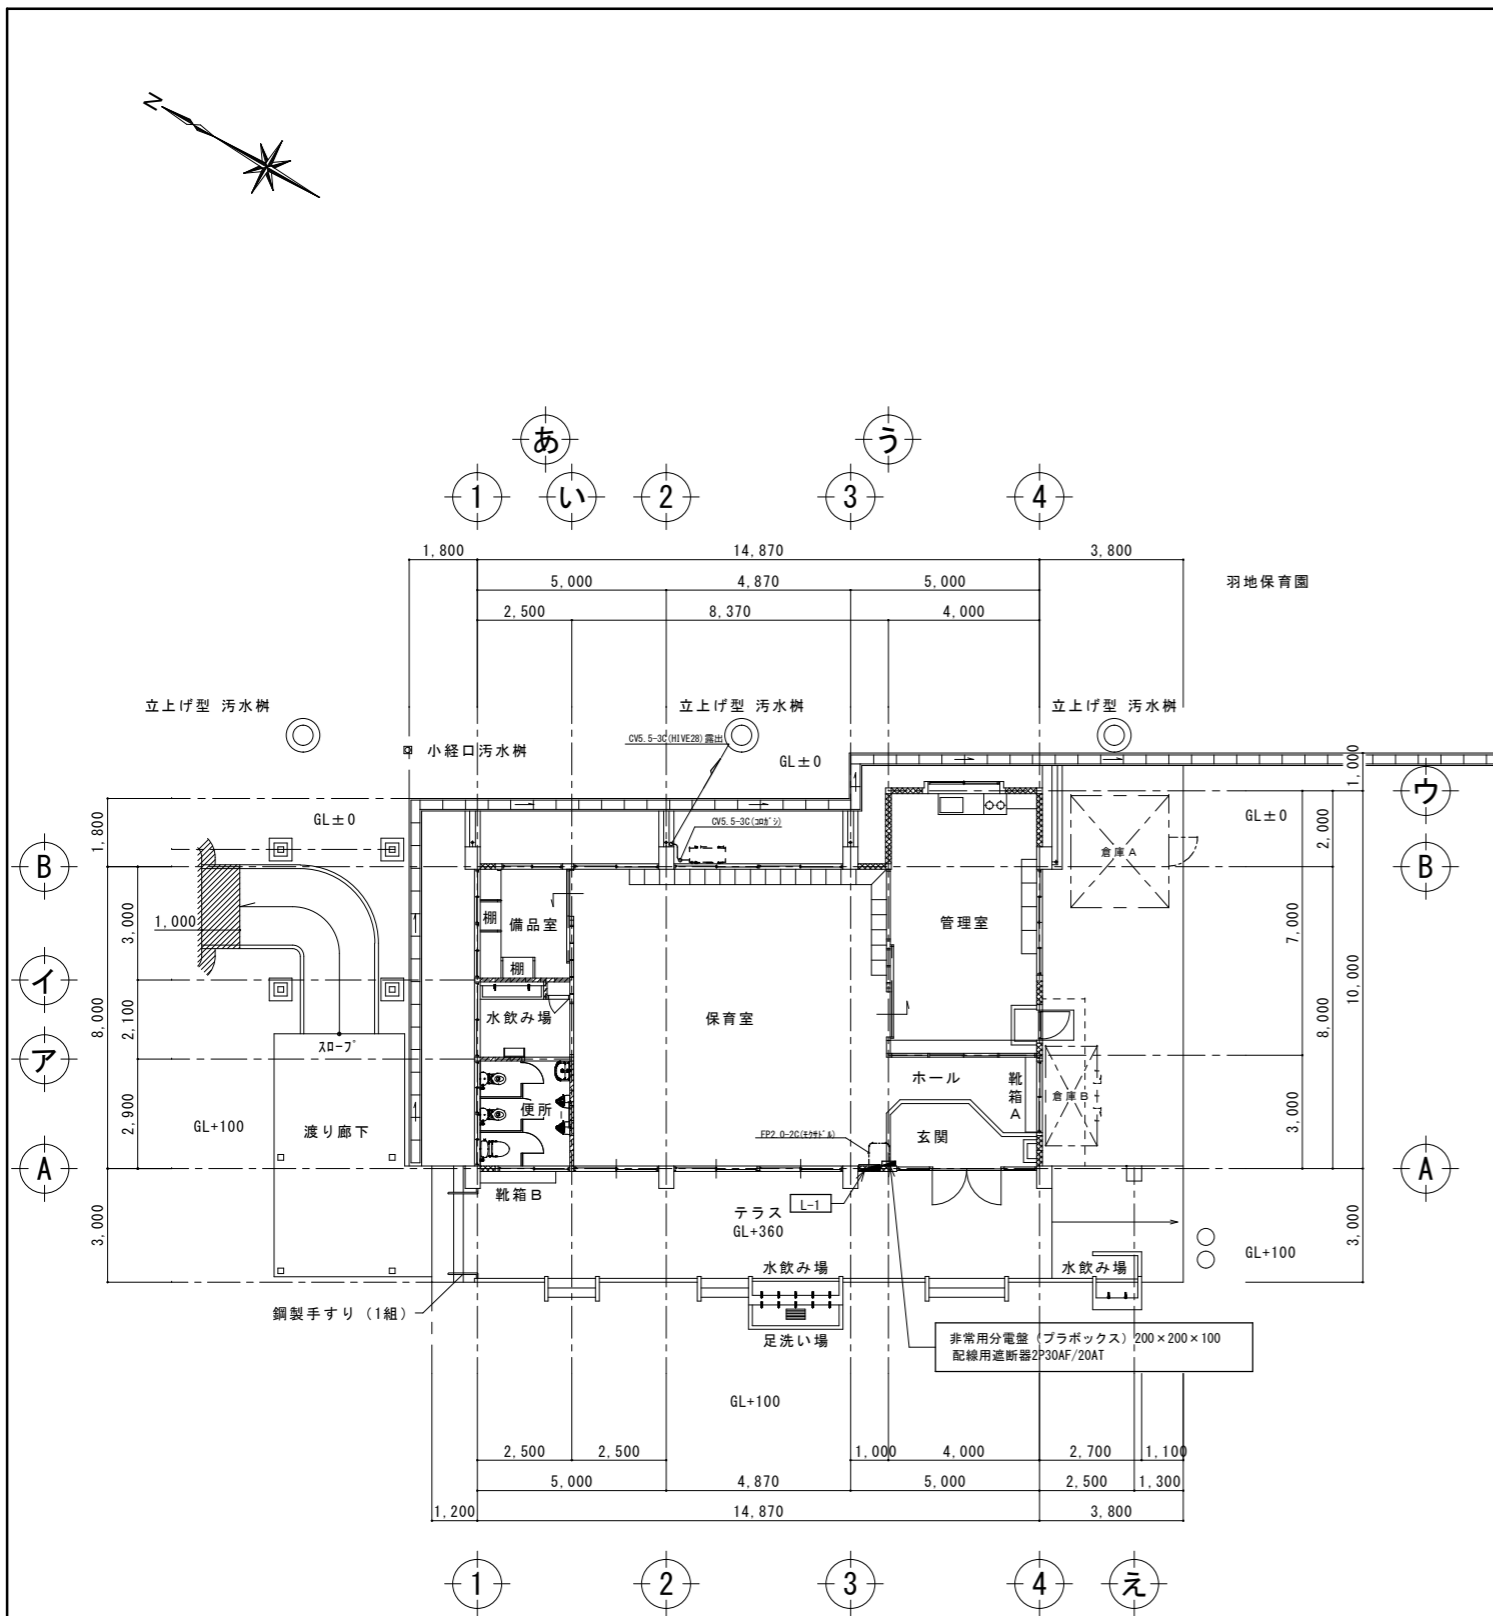 N
あ
う
1
い
2
3
4
1,800
14,870
3,800
5,000
4,870
5,000
羽地保育園
2,500
8,370
4,000
立上げ型 汚水桝
立上げ型 汚水桝
立上げ型 汚水桝
CV5.5-3C(HIVE28)露出
小経口汚水桝
GL±0
1,000
ウ
1,800
GL±0
CV5.5-3C(コロガシ)
GL±0
2,000
倉庫A
B
B
棚
備品室
管理室
3,000
1,000
7,000
棚
イ
10,000
水飲み場
保育室
8,000
2,100
8,000
スロープ
ア
ホール
靴箱A
倉庫B
便所
2,900
GL+100
渡り廊下
FP2.0-2C(モクサドル)
玄関
3,000
A
A
靴箱B
L-1
テラス
GL+360
3,000
3,000
GL+100
水飲み場
水飲み場
鋼製手すり (1組)
足洗い場
非常用分電盤 (プラボックス) 200×200×100
配線用遮断器2P30AF/20AT
GL+100
2,500
2,500
1,000
4,000
2,700
1,100
5,000
4,870
5,000
2,500
1,300
1,200
14,870
3,800
1
2
3
4
え